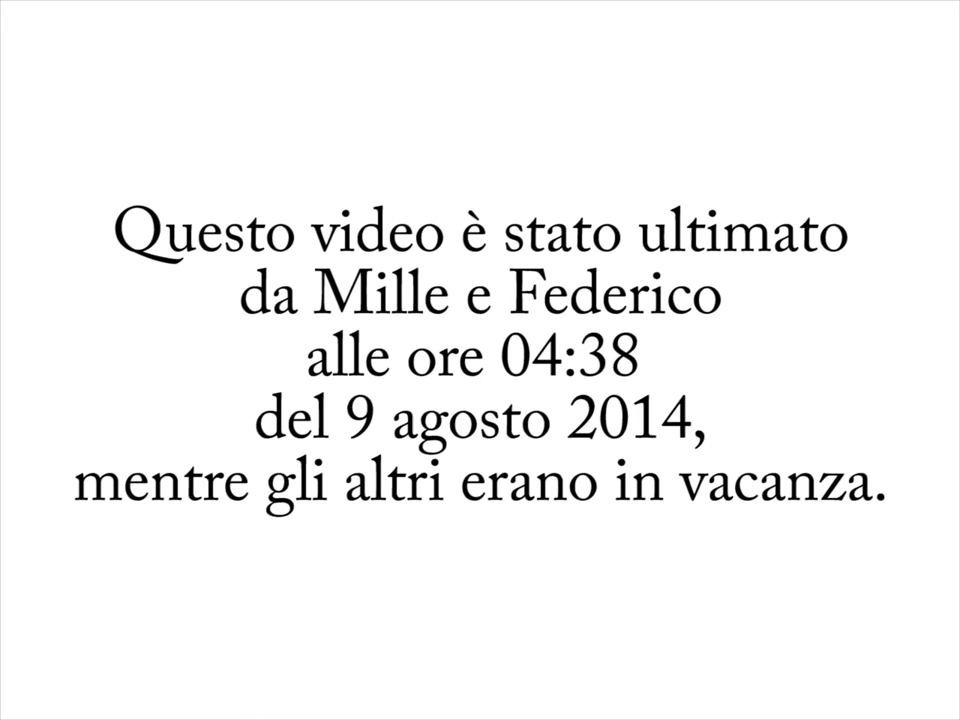 Questo video è stato ultimato
da Mille e Federico
alle ore 04:38
del 9 agosto 2014,
mentre gli altri erano in vacanza.